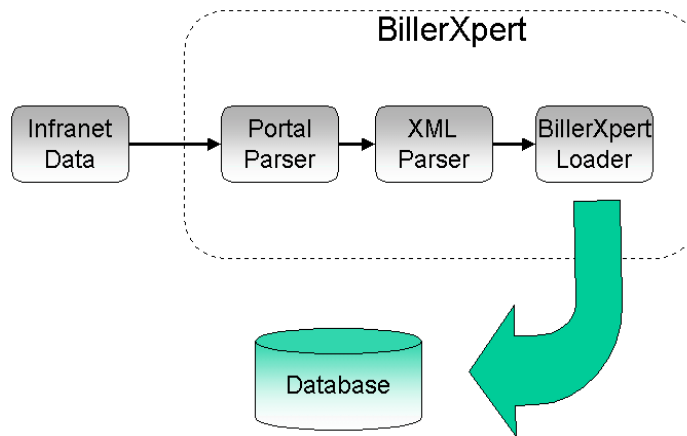 BillerXpert
Infranet
Data
Portal
Parser
XML
Parser
BillerXpert
Loader
Database